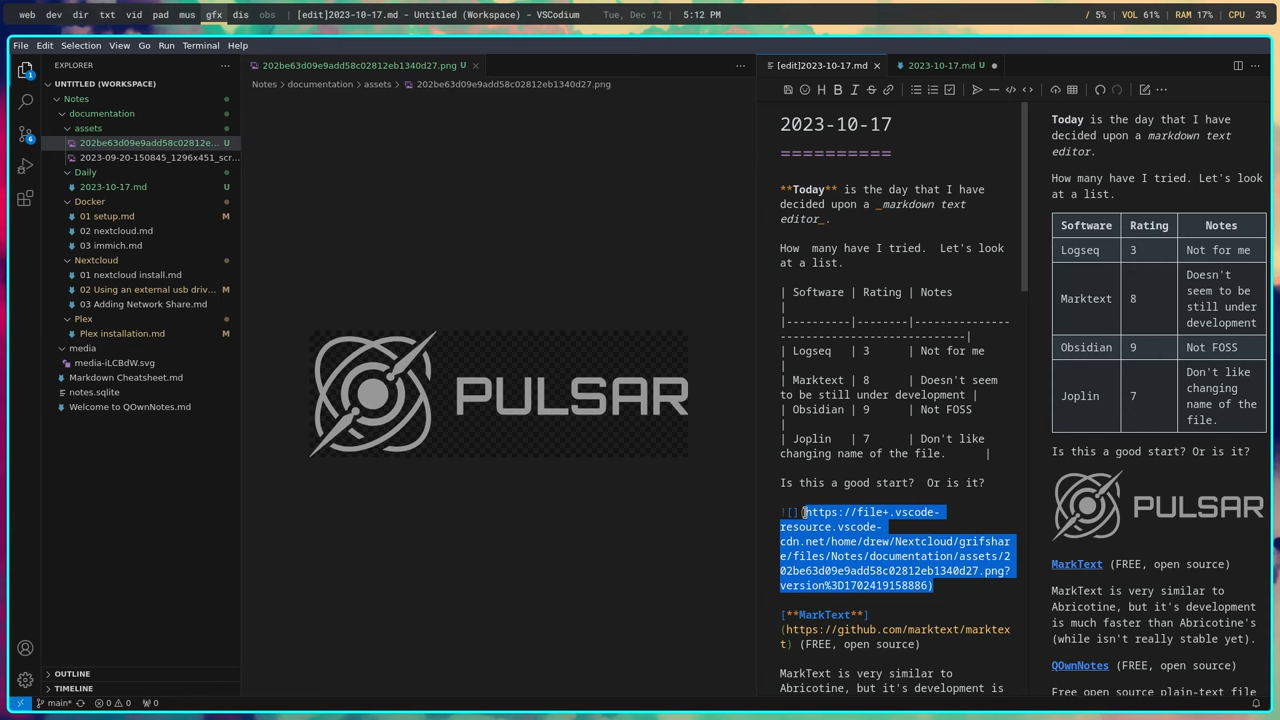 web dev dir txt vid pad mus gfx dis obs [edit]2023-10-17.md - Untitled (Workspace) - VSCodium Tue, Dec 12 5:12 PM / 5% VOL 61% RAM 17% CPU 3%
File Edit Selection View Go Run Terminal Help
EXPLORER
UNTITLED (WORKSPACE)
Notes
documentation
assets
202be63d09e9add58c02812e... U
2023-09-20-150845_1296x451_scr...
Daily
2023-10-17.md U
Docker
01 setup.md M
02 nextcloud.md
03 immich.md
Nextcloud
01 nextcloud install.md
02 Using an external usb driv... M
03 Adding Network Share.md
Plex
Plex installation.md M
media
media-iLCBdW.svg
Markdown Cheatsheet.md
notes.sqlite
Welcome to QOwnNotes.md
OUTLINE
TIMELINE
1
6
202be63d09e9add58c02812eb1340d27.png U
Notes > documentation > assets > 202be63d09e9add58c02812eb1340d27.png
PULSAR
[edit]2023-10-17.md
2023-10-17.md U
2023-10-17
==========
**Today** is the day that I have
decided upon a _markdown text
editor_.
How  many have I tried.  Let's look
at a list.
| Software | Rating | Notes
|
|----------|--------|---------------
---------------------------|
| Logseq   | 3      | Not for me
|
| Marktext | 8      | Doesn't seem
to be still under development |
| Obsidian | 9      | Not FOSS
|
| Joplin   | 7      | Don't like
changing name of the file.      |
Is this a good start?  Or is it?
![](https://file+.vscode-
resource.vscode-
cdn.net/home/drew/Nextcloud/grifshar
e/files/Notes/documentation/assets/2
02be63d09e9add58c02812eb1340d27.png?
version%3D1702419158886)
[**MarkText**]
(https://github.com/marktext/marktex
t) (FREE, open source)
MarkText is very similar to
Abricotine, but it's development is
Today is the day that I have
decided upon a markdown text
editor.
How many have I tried. Let's look
at a list.
Software Rating Notes
Logseq 3 Not for me
Marktext 8 Doesn't
seem to be
still under
development
Obsidian 9 Not FOSS
Joplin 7 Don't like
changing
name of the
file.
Is this a good start? Or is it?
PULSAR
MarkText (FREE, open source)
MarkText is very similar to
Abricotine, but it's development
is much faster than Abricotine's
(while isn't really stable yet).
QOwnNotes (FREE, open source)
Free open source plain-text file
main* 0 0 0